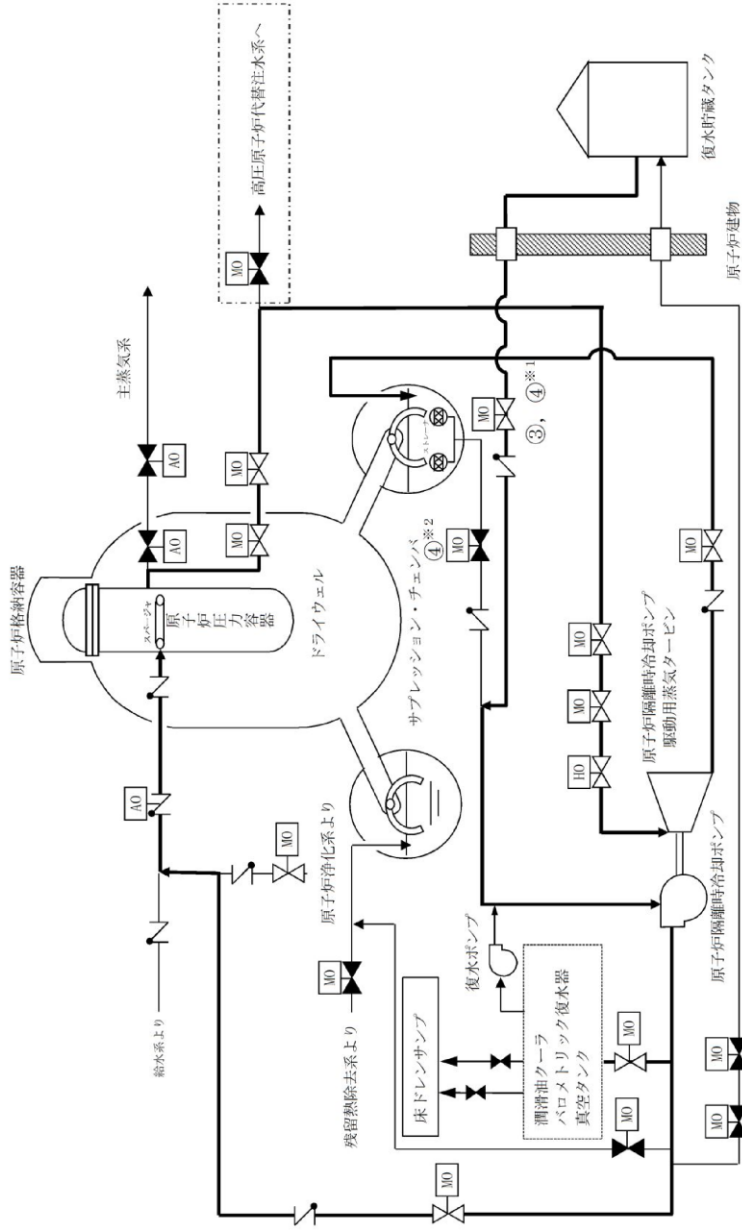 原子炉格納容器
主蒸気系
MO
高圧原子炉代替注水系へ
AO
AO
MO
MO
スパージャ
原子炉圧力容器
ドライウェル
給水系より
AO
MO
原子炉浄化系より
残留熱除去系より
MO
サプレッション・チェンバ
ストレーナ
④※2
MO
MO
③, ④※1
復水貯蔵タンク
原子炉建物
床ドレンサンプ
復水ポンプ
潤滑油クーラ
バロメトリック復水器
真空タンク
MO
MO
MO
HO
MO
MO
MO
原子炉隔離時冷却ポンプ
駆動用蒸気タービン
原子炉隔離時冷却ポンプ
MO
MO